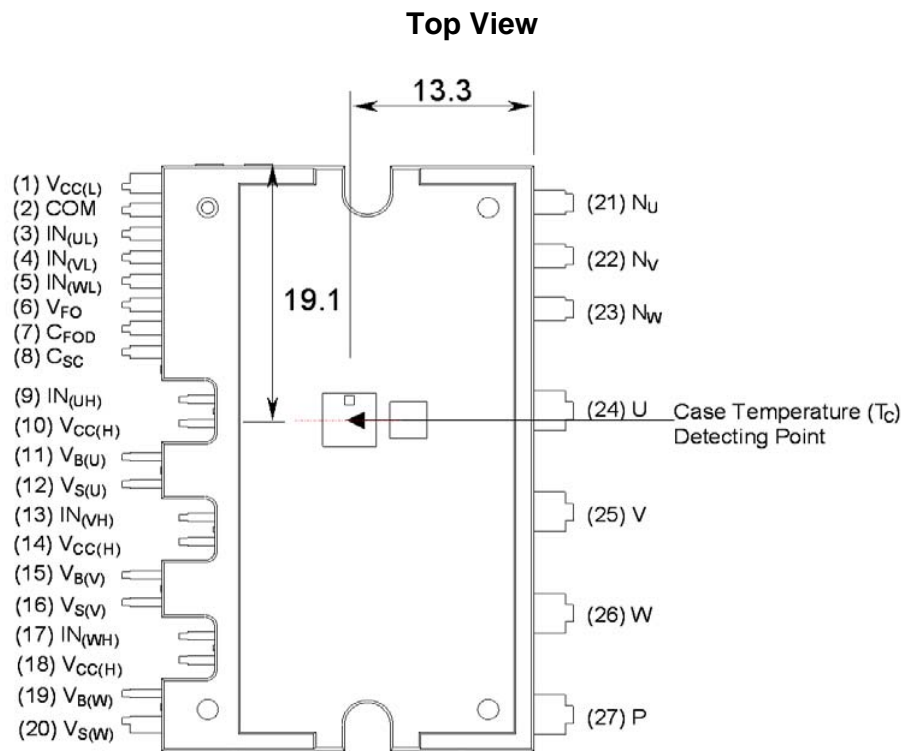 Top View
13.3
19.1
(1) VCC(L)
(2) COM
(3) IN(UL)
(4) IN(VL)
(5) IN(WL)
(6) VFO
(7) CFOD
(8) CSC
(9) IN(UH)
(10) VCC(H)
(11) VB(U)
(12) VS(U)
(13) IN(VH)
(14) VCC(H)
(15) VB(V)
(16) VS(V)
(17) IN(WH)
(18) VCC(H)
(19) VB(W)
(20) VS(W)
(21) NU
(22) NV
(23) NW
(24) U
Case Temperature (TC)
Detecting Point
(25) V
(26) W
(27) P